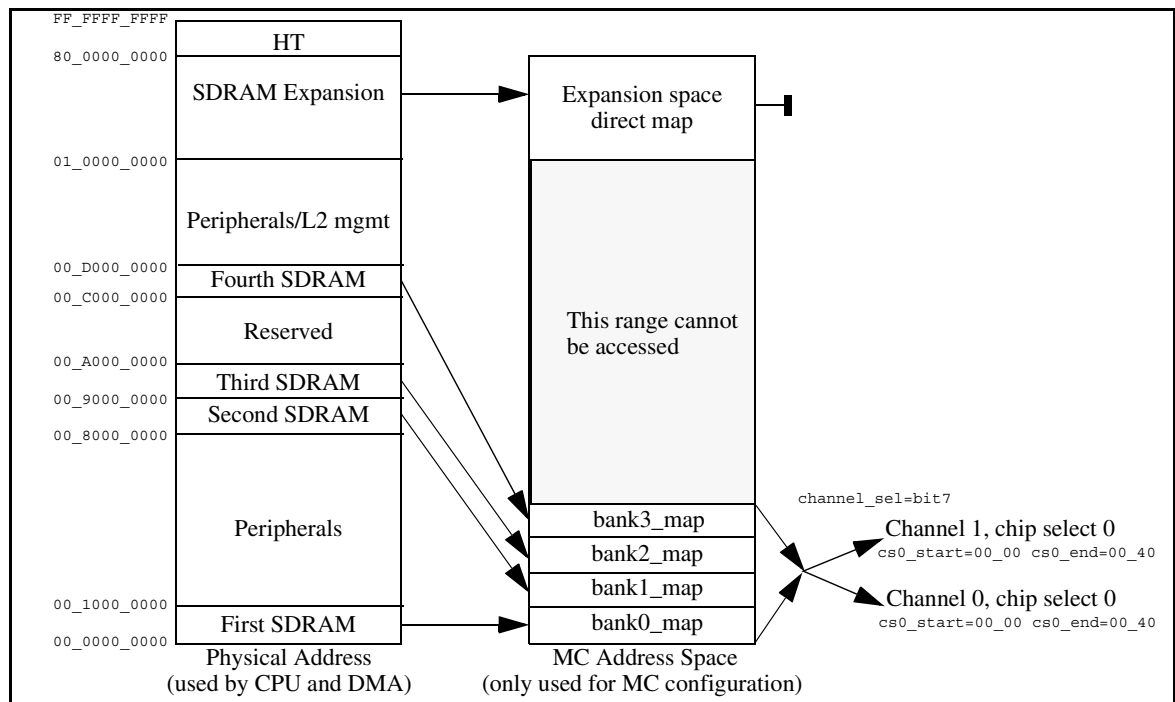 FF_FFFF_FFFF
HT
80_0000_0000
SDRAM Expansion
Expansion space
direct map
01_0000_0000
Peripherals/L2 mgmt
00_D000_0000
Fourth SDRAM
00_C000_0000
Reserved
This range cannot
be accessed
00_A000_0000
Third SDRAM
00_9000_0000
Second SDRAM
00_8000_0000
Peripherals
channel_sel=bit7
bank3_map
Channel 1, chip select 0
cs0_start=00_00 cs0_end=00_40
bank2_map
bank1_map
00_1000_0000
Channel 0, chip select 0
cs0_start=00_00 cs0_end=00_40
First SDRAM
bank0_map
00_0000_0000
Physical Address
(used by CPU and DMA)
MC Address Space
(only used for MC configuration)